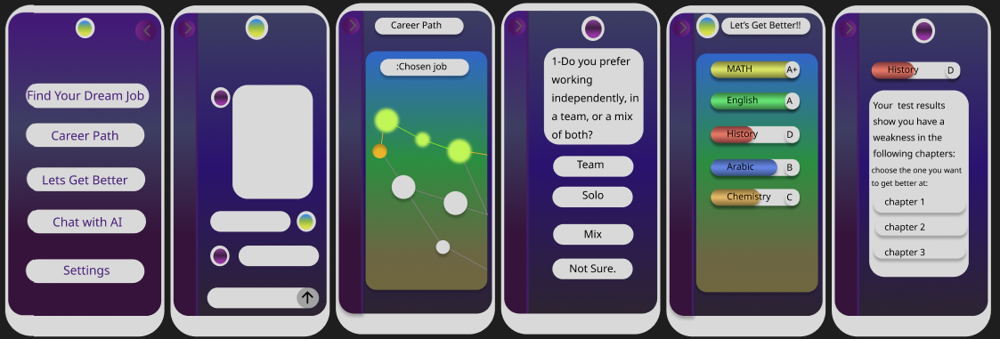 Find Your Dream Job
Career Path
Lets Get Better
Chat with AI
Settings
Career Path
:Chosen job
1-Do you prefer
working
independently, in
a team, or a mix
of both?
Team
Solo
Mix
Not Sure.
Let's Get Better!!
MATH A+
English A
History D
Arabic B
Chemistry C
History D
Your test results
show you have a
weakness in the
following chapters:
choose the one you want
to get better at:
chapter 1
chapter 2
chapter 3